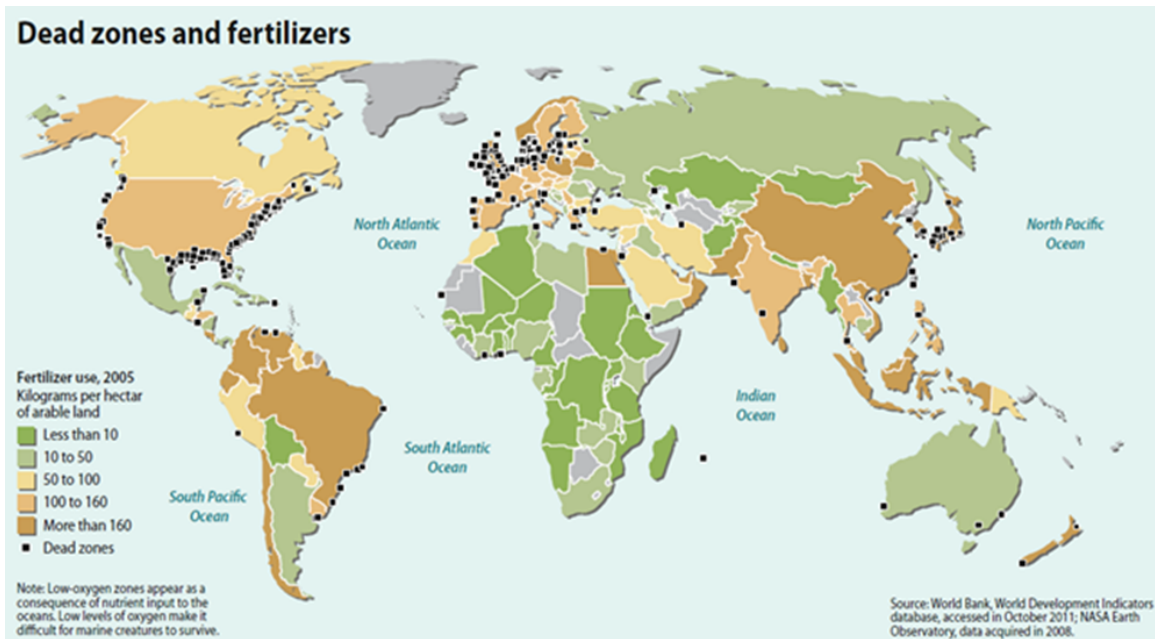 Dead zones and fertilizers
North Atlantic
Ocean
North Pacific
Ocean
Indian
Ocean
South Atlantic
Ocean
South Pacific
Ocean
Fertilizer use, 2005
Kilograms per hectar
of arable land
Less than 10
10 to 50
50 to 100
100 to 160
More than 160
Dead zones
Note: Low-oxygen zones appear as a
consequence of nutrient input to the
oceans. Low levels of oxygen make it
difficult for marine creatures to survive.
Source: World Bank, World Development Indicators
database, accessed in October 2011; NASA Earth
Observatory, data acquired in 2008.